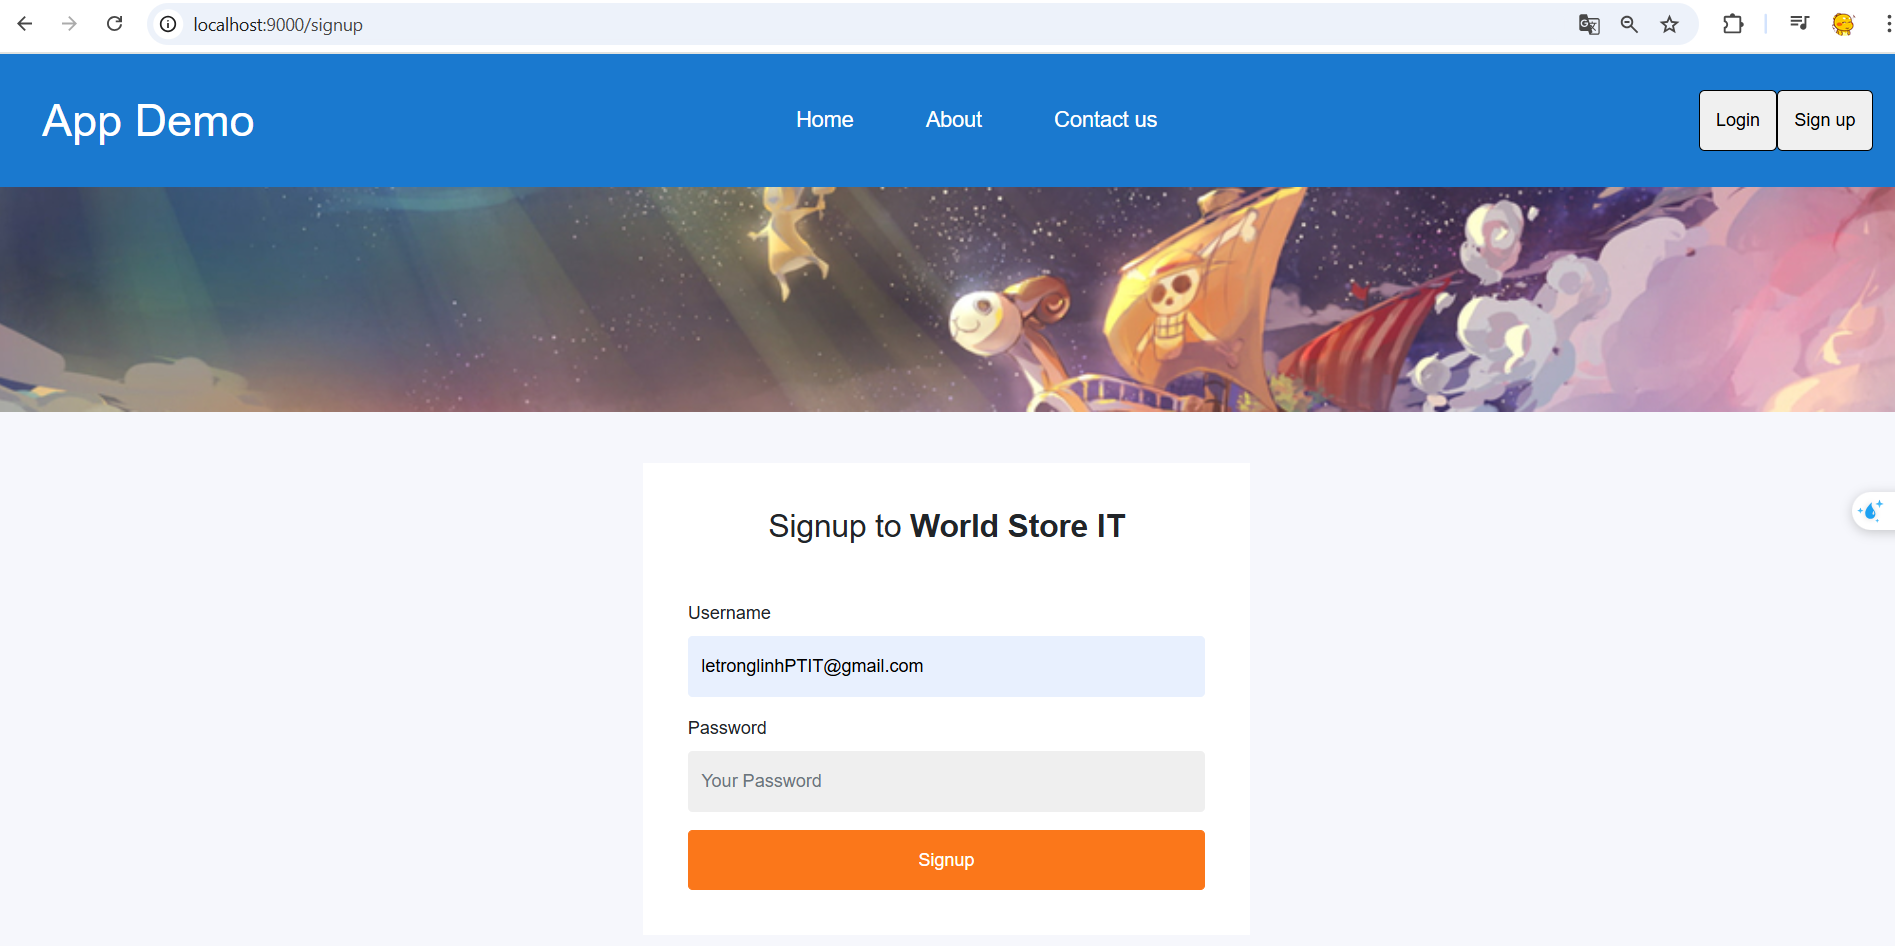 localhost:9000/signup
App Demo
Home About Contact us
Login Sign up
Signup to World Store IT
Username
letronglinhPTIT@gmail.com
Password
Your Password
Signup